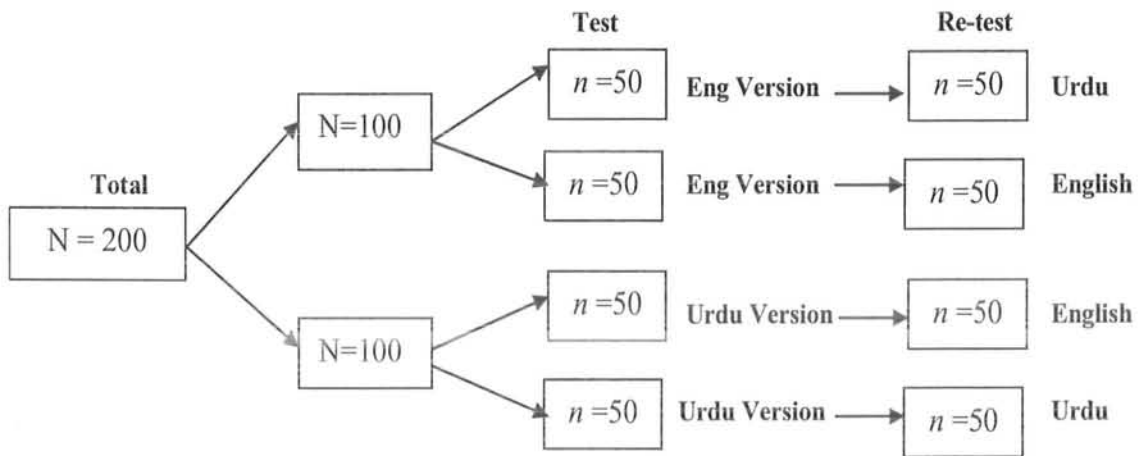 Test Re-test
n =50 Eng Version n =50 Urdu
N=100
n =50 Eng Version n =50 English
Total
N = 200
n =50 Urdu Version n =50 English
N=100
n =50 Urdu Version n =50 Urdu